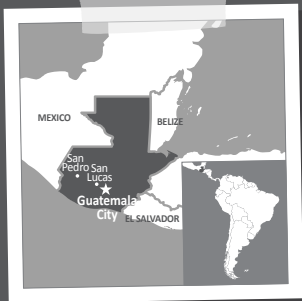 MEXICO
BELIZE
San
Pedro
San
Lucas
Guatemala
City
EL SALVADOR